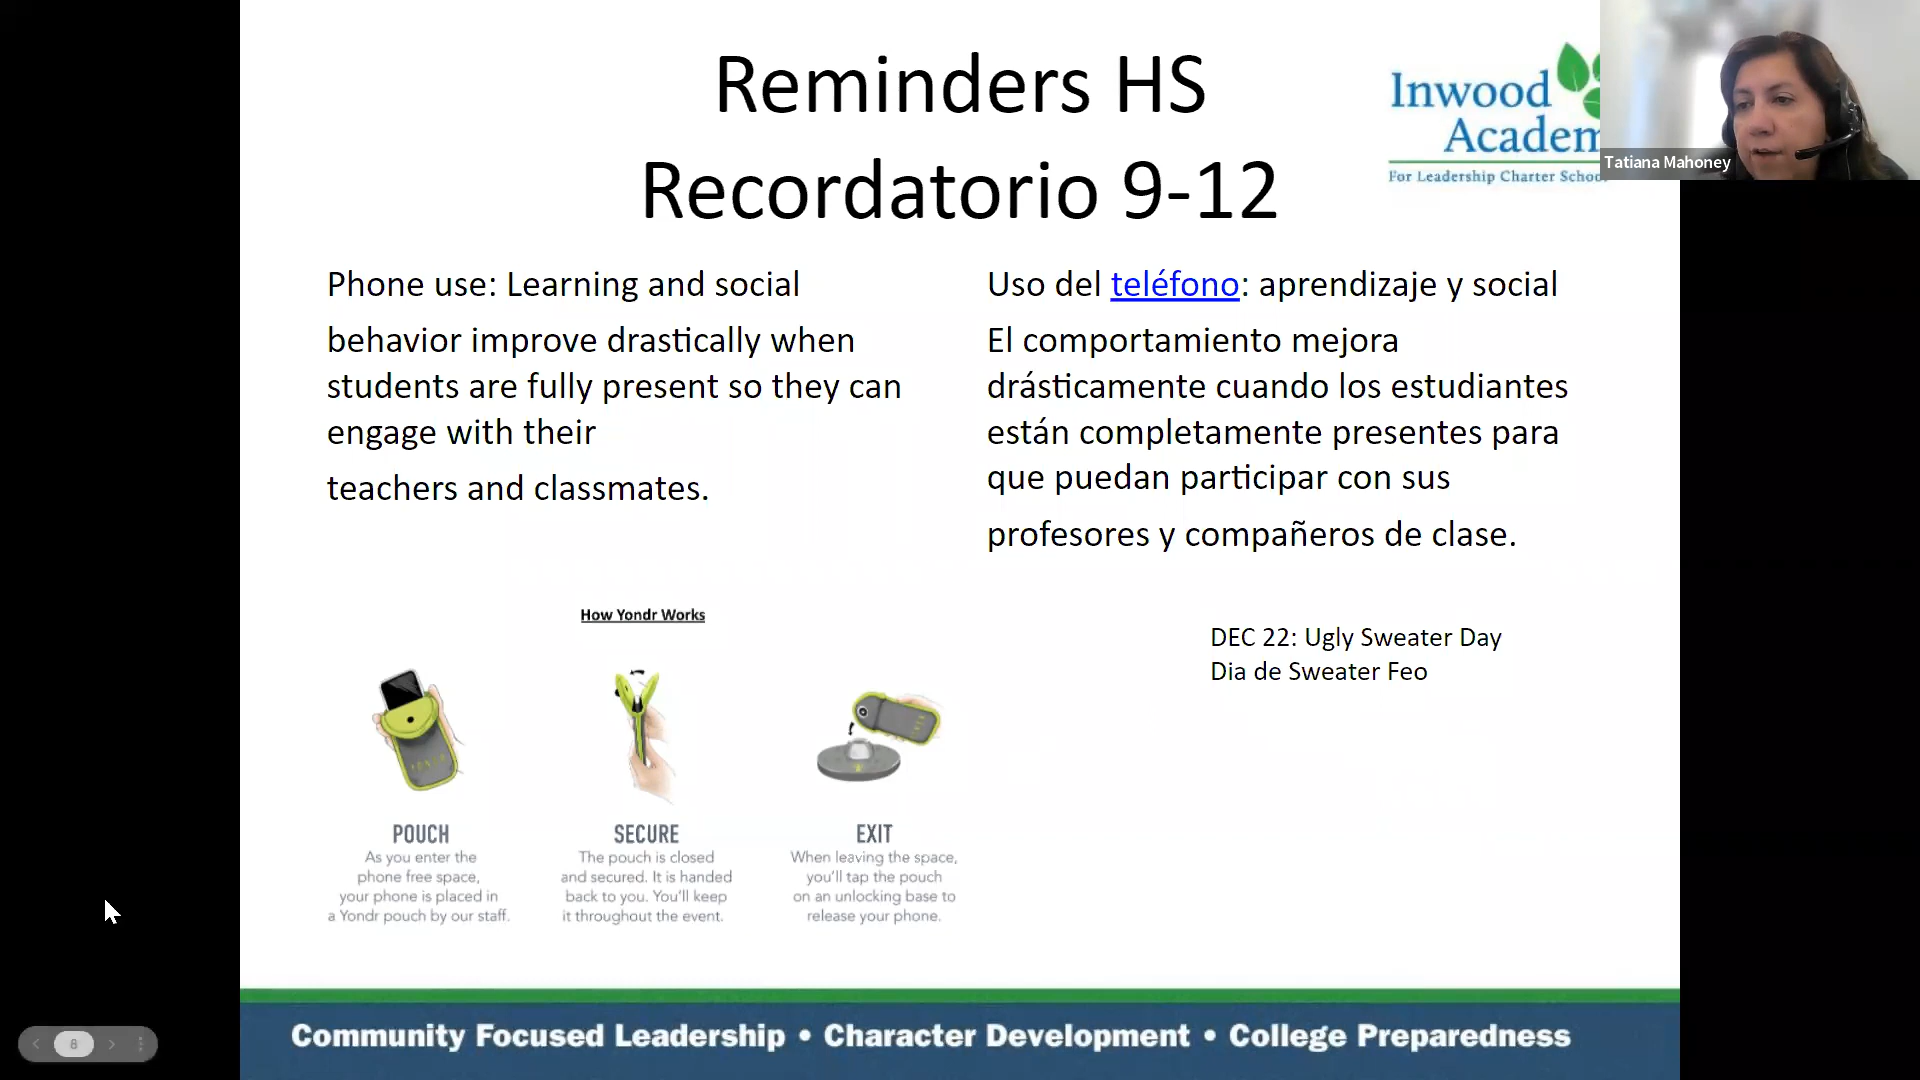 Reminders HS
Recordatorio 9-12
Inwood
Academ
For Leadership Charter Schoo
Tatiana Mahoney
Phone use: Learning and social
behavior improve drastically when
students are fully present so they can
engage with their
teachers and classmates.
Uso del teléfono: aprendizaje y social
El comportamiento mejora
drásticamente cuando los estudiantes
están completamente presentes para
que puedan participar con sus
profesores y compañeros de clase.
How Yondr Works
DEC 22: Ugly Sweater Day
Dia de Sweater Feo
POUCH
As you enter the
phone free space,
your phone is placed in
a Yondr pouch by our staff.
SECURE
The pouch is closed
and secured. It is handed
back to you. You'll keep
it throughout the event.
EXIT
When leaving the space,
you'll tap the pouch
on an unlocking base to
release your phone.
Community Focused Leadership • Character Development • College Preparedness
8